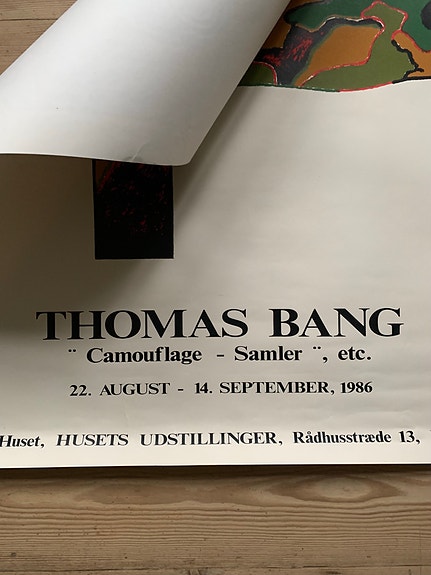 THOMAS BANG
¨ Camouflage - Samler ¨, etc.
22. AUGUST - 14. SEPTEMBER, 1986
Huset, HUSETS UDSTILLINGER, Rådhusstræde 13,